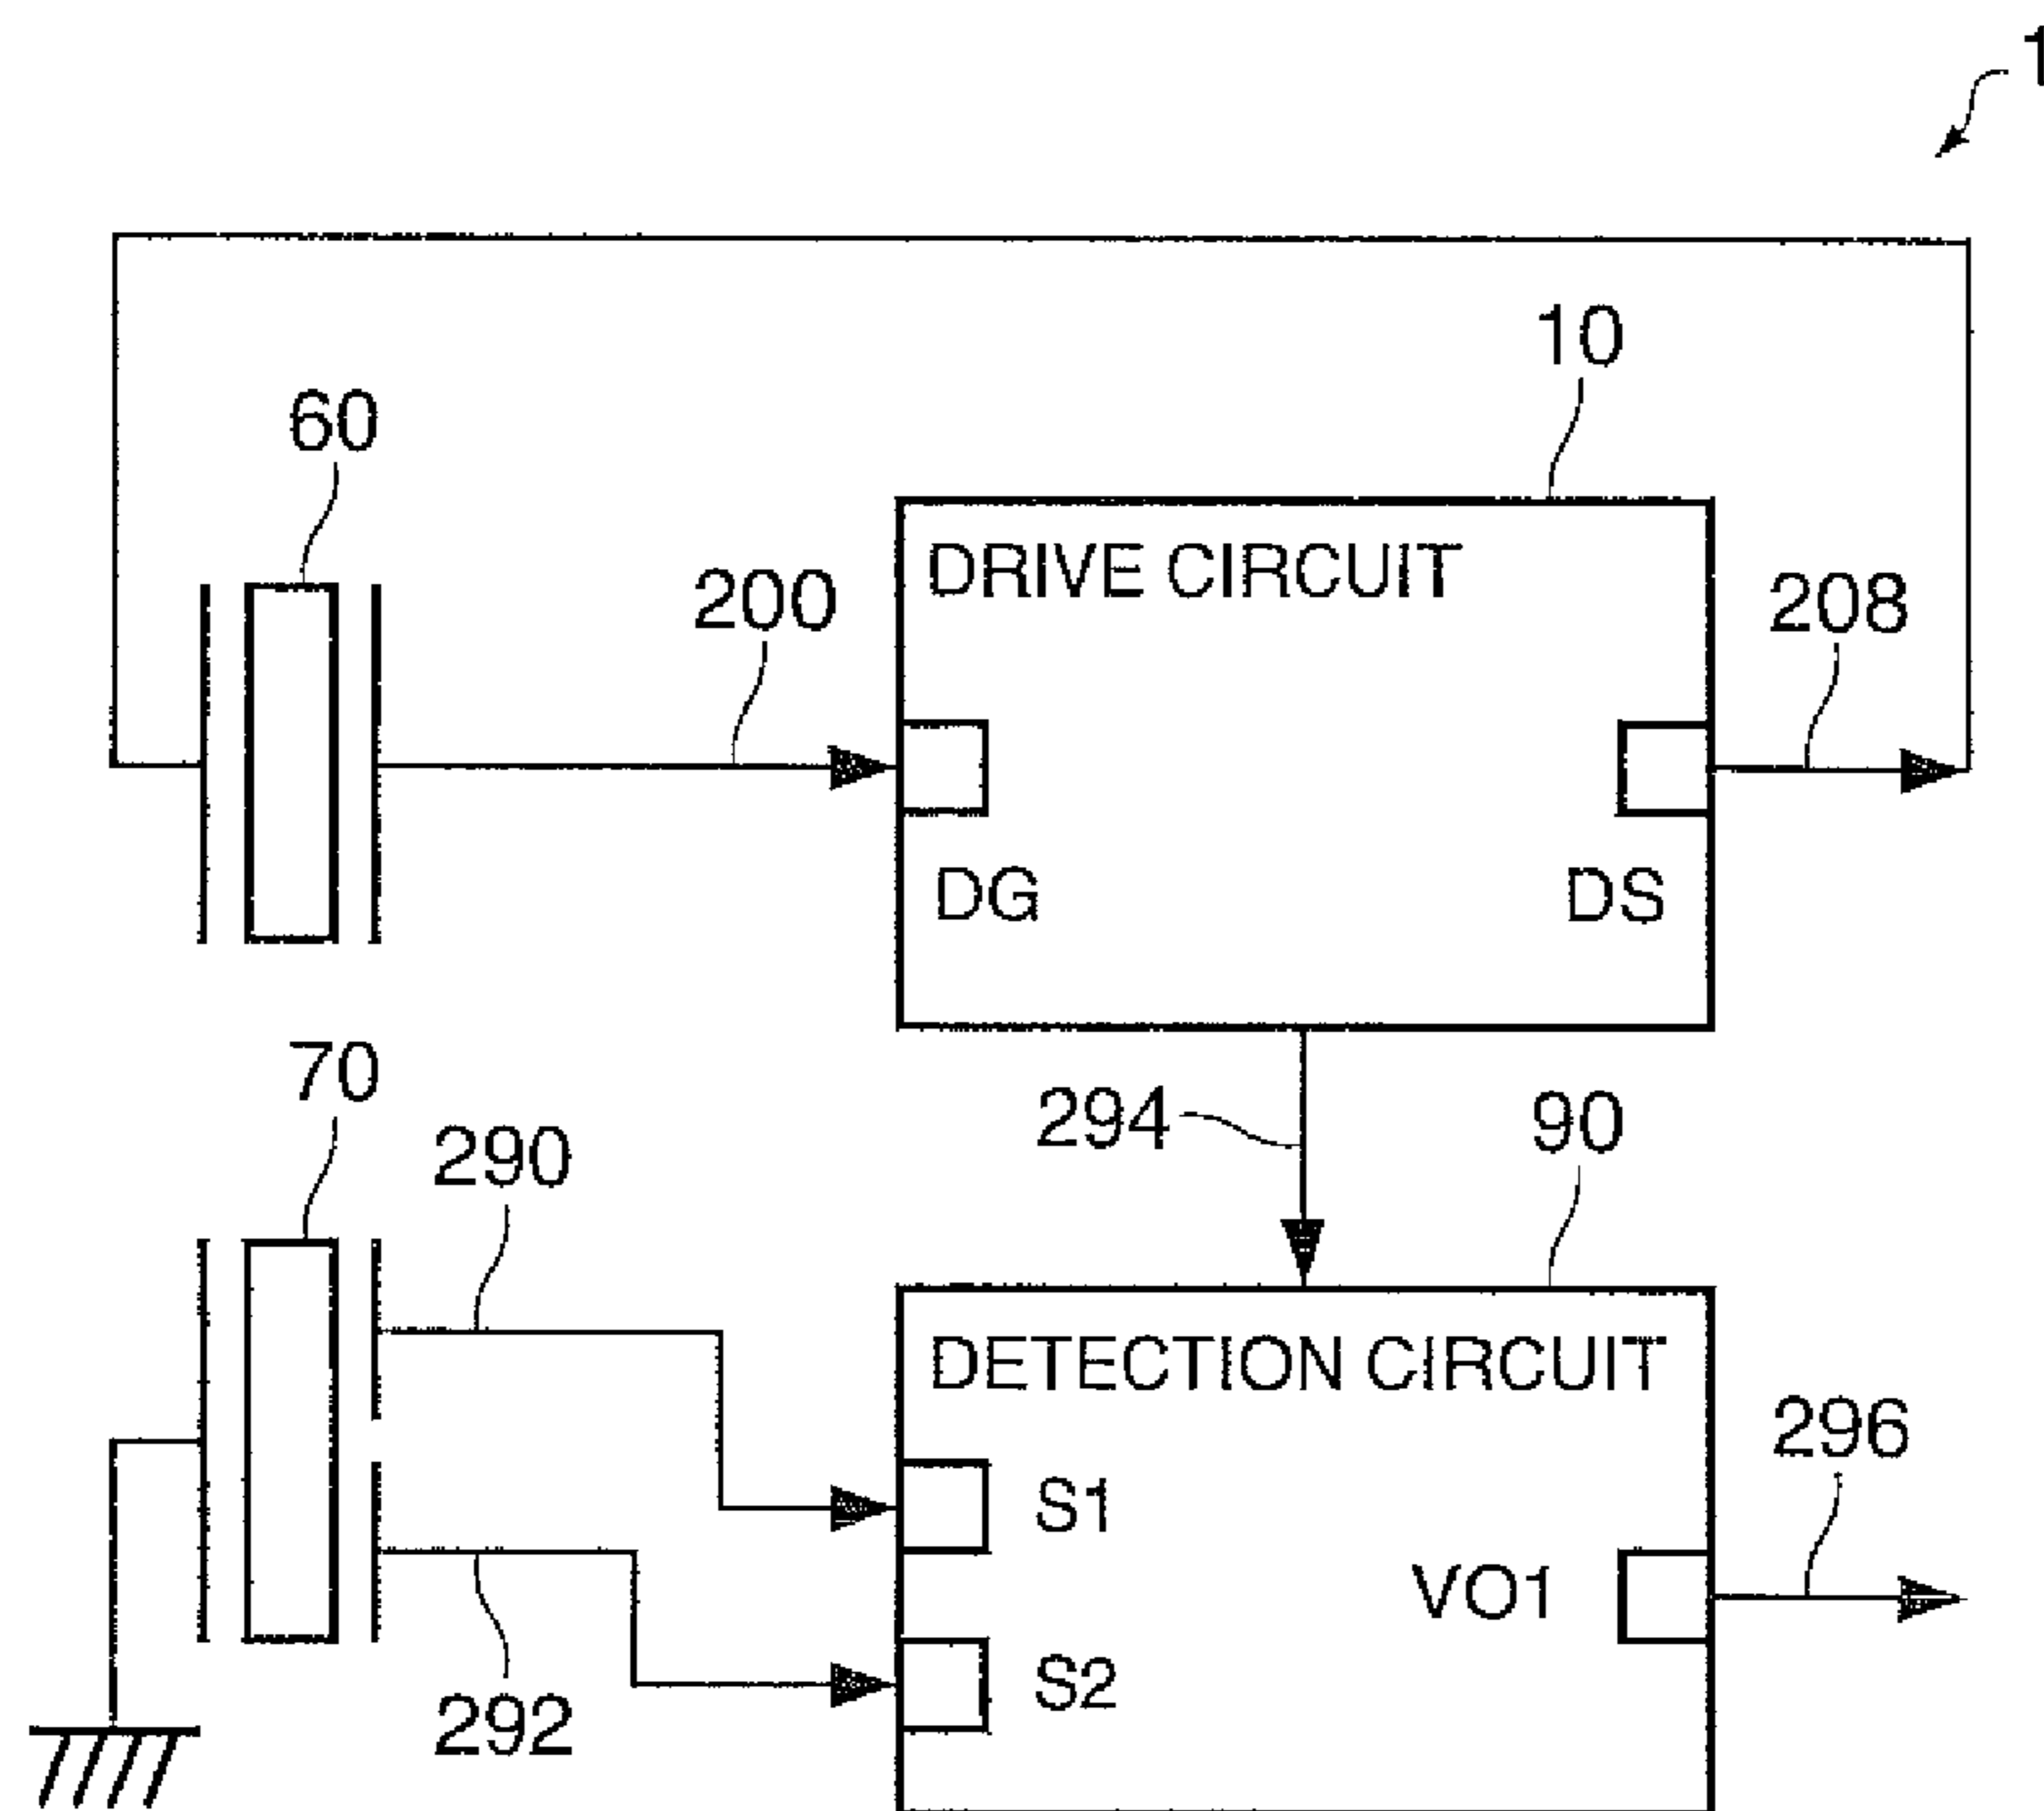 1
10
60
DRIVE CIRCUIT
200
208
DG
DS
70
294
90
290
DETECTION CIRCUIT
296
S1
VO1
S2
292